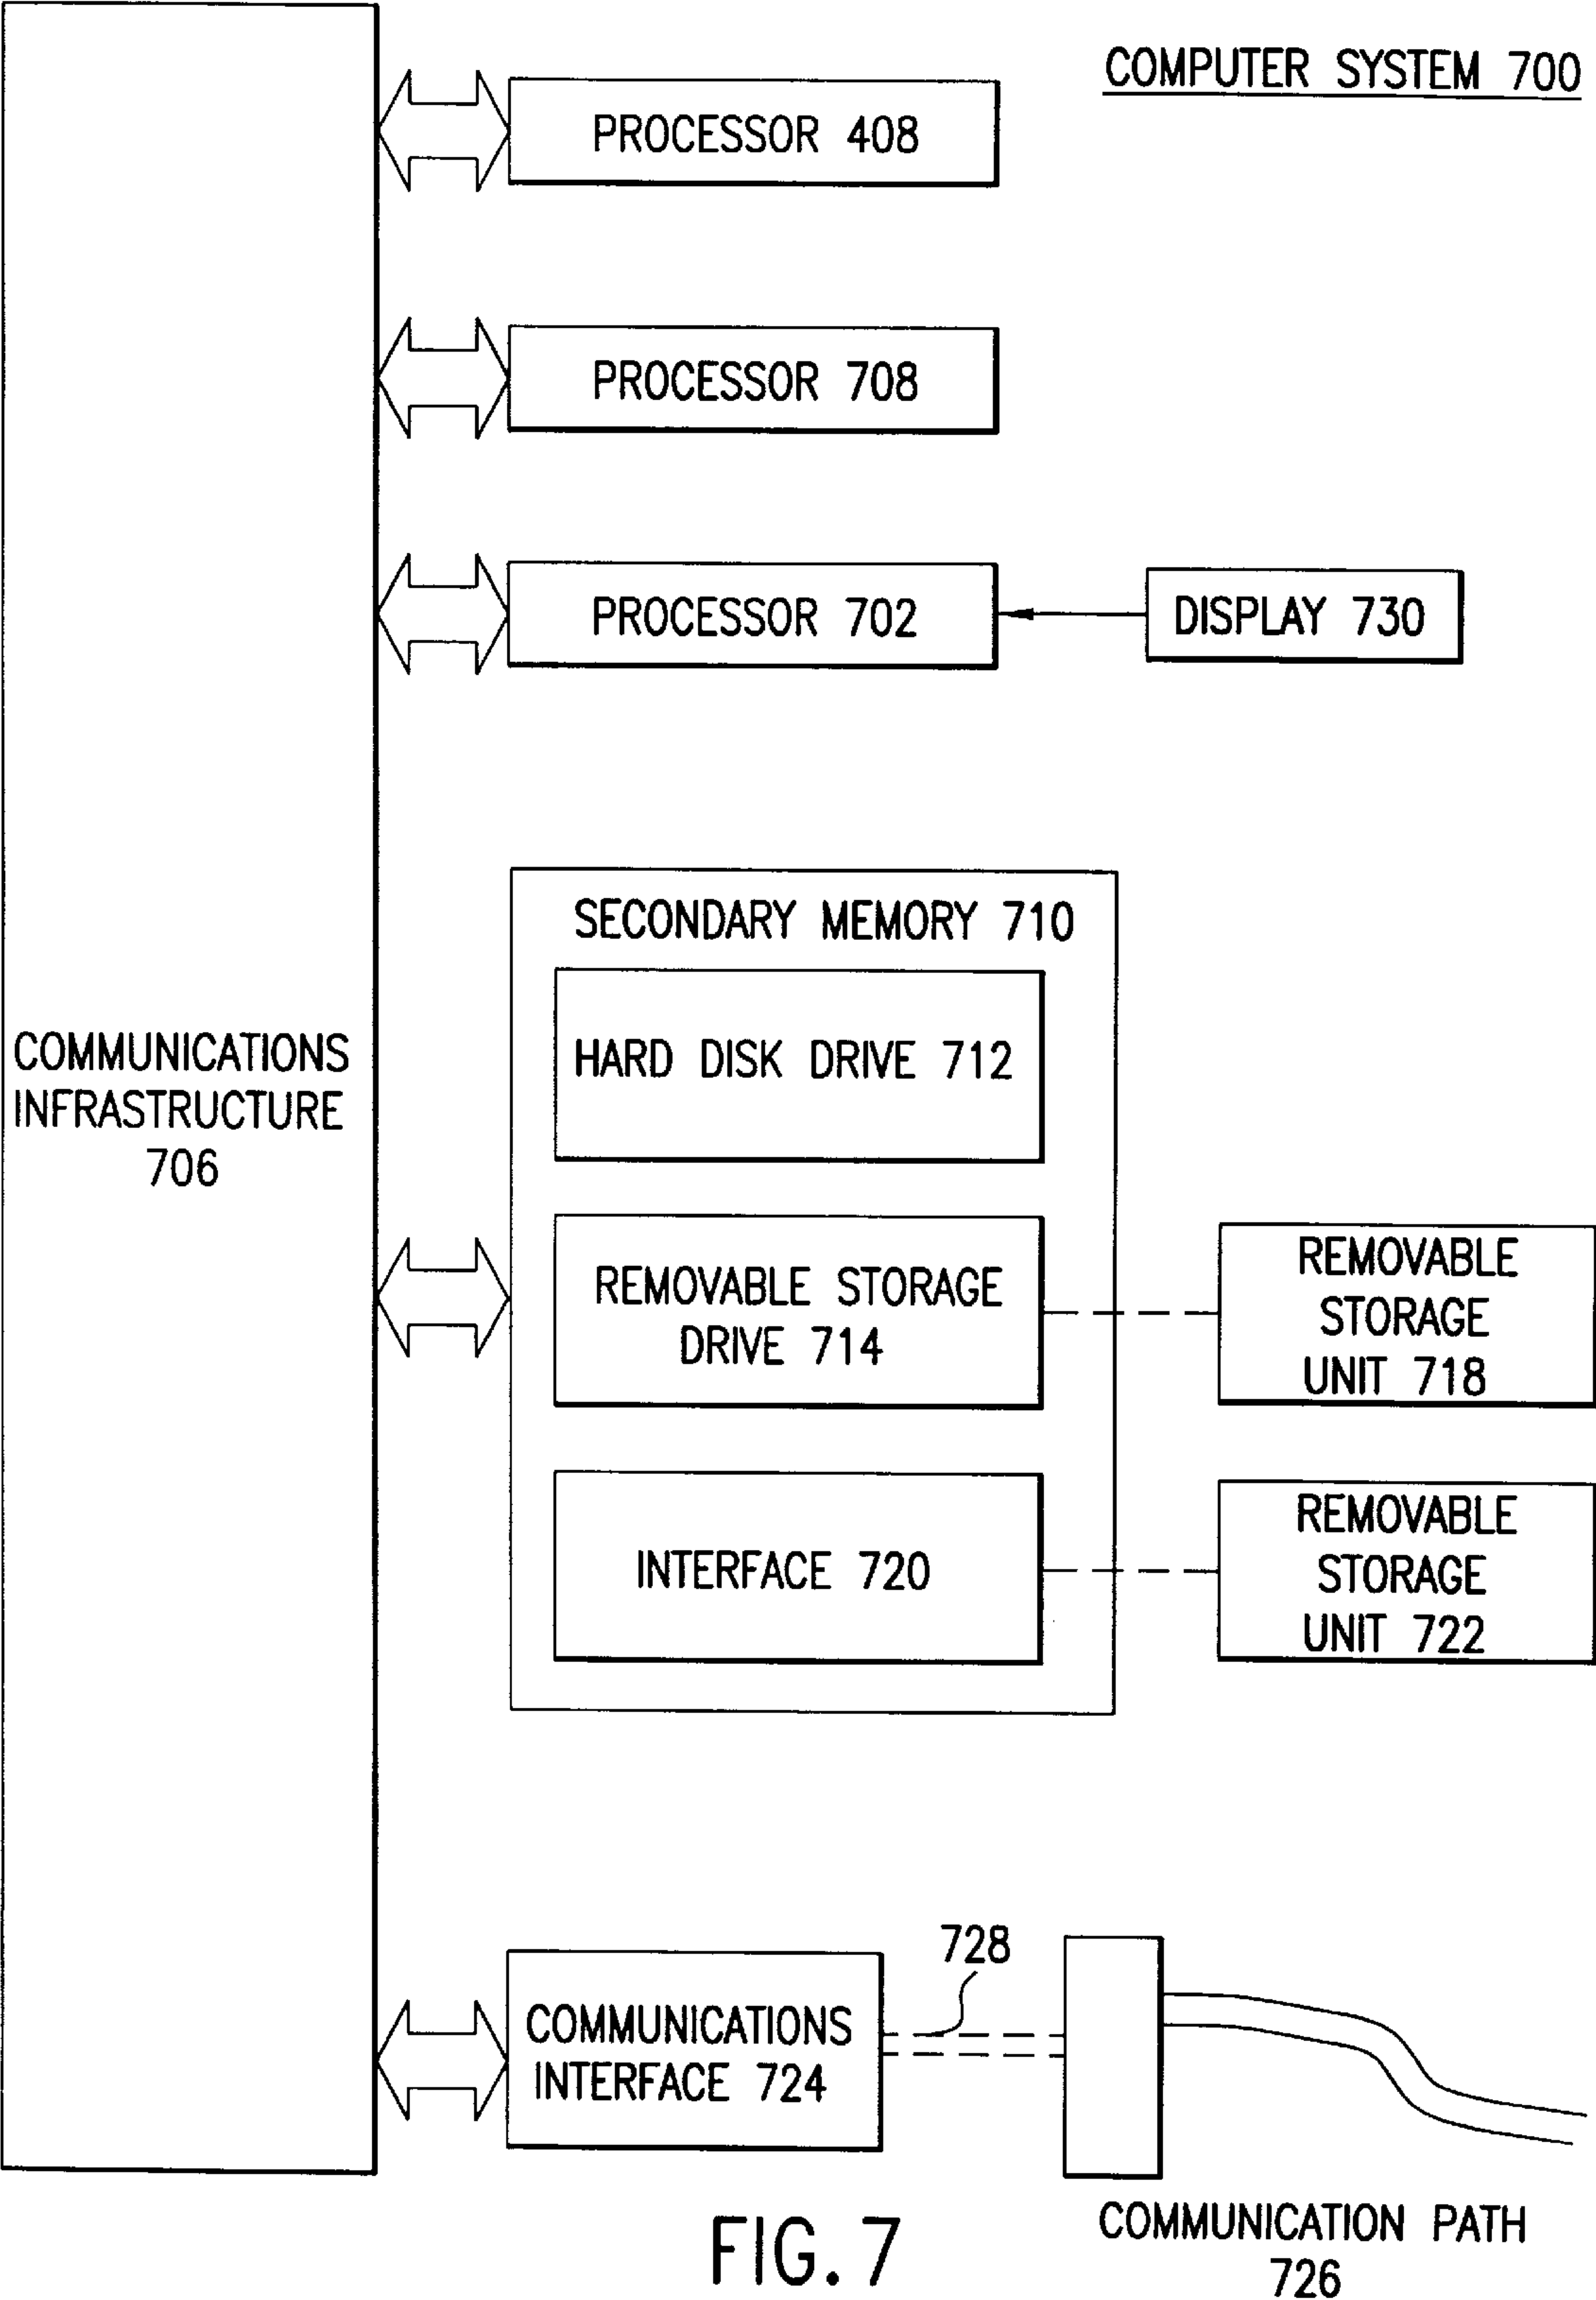 COMPUTER SYSTEM 700
PROCESSOR 408
PROCESSOR 708
PROCESSOR 702
DISPLAY 730
SECONDARY MEMORY 710
HARD DISK DRIVE 712
COMMUNICATIONS
INFRASTRUCTURE
706
REMOVABLE STORAGE
DRIVE 714
REMOVABLE
STORAGE
UNIT 718
INTERFACE 720
REMOVABLE
STORAGE
UNIT 722
728
COMMUNICATIONS
INTERFACE 724
COMMUNICATION PATH
726
FIG. 7